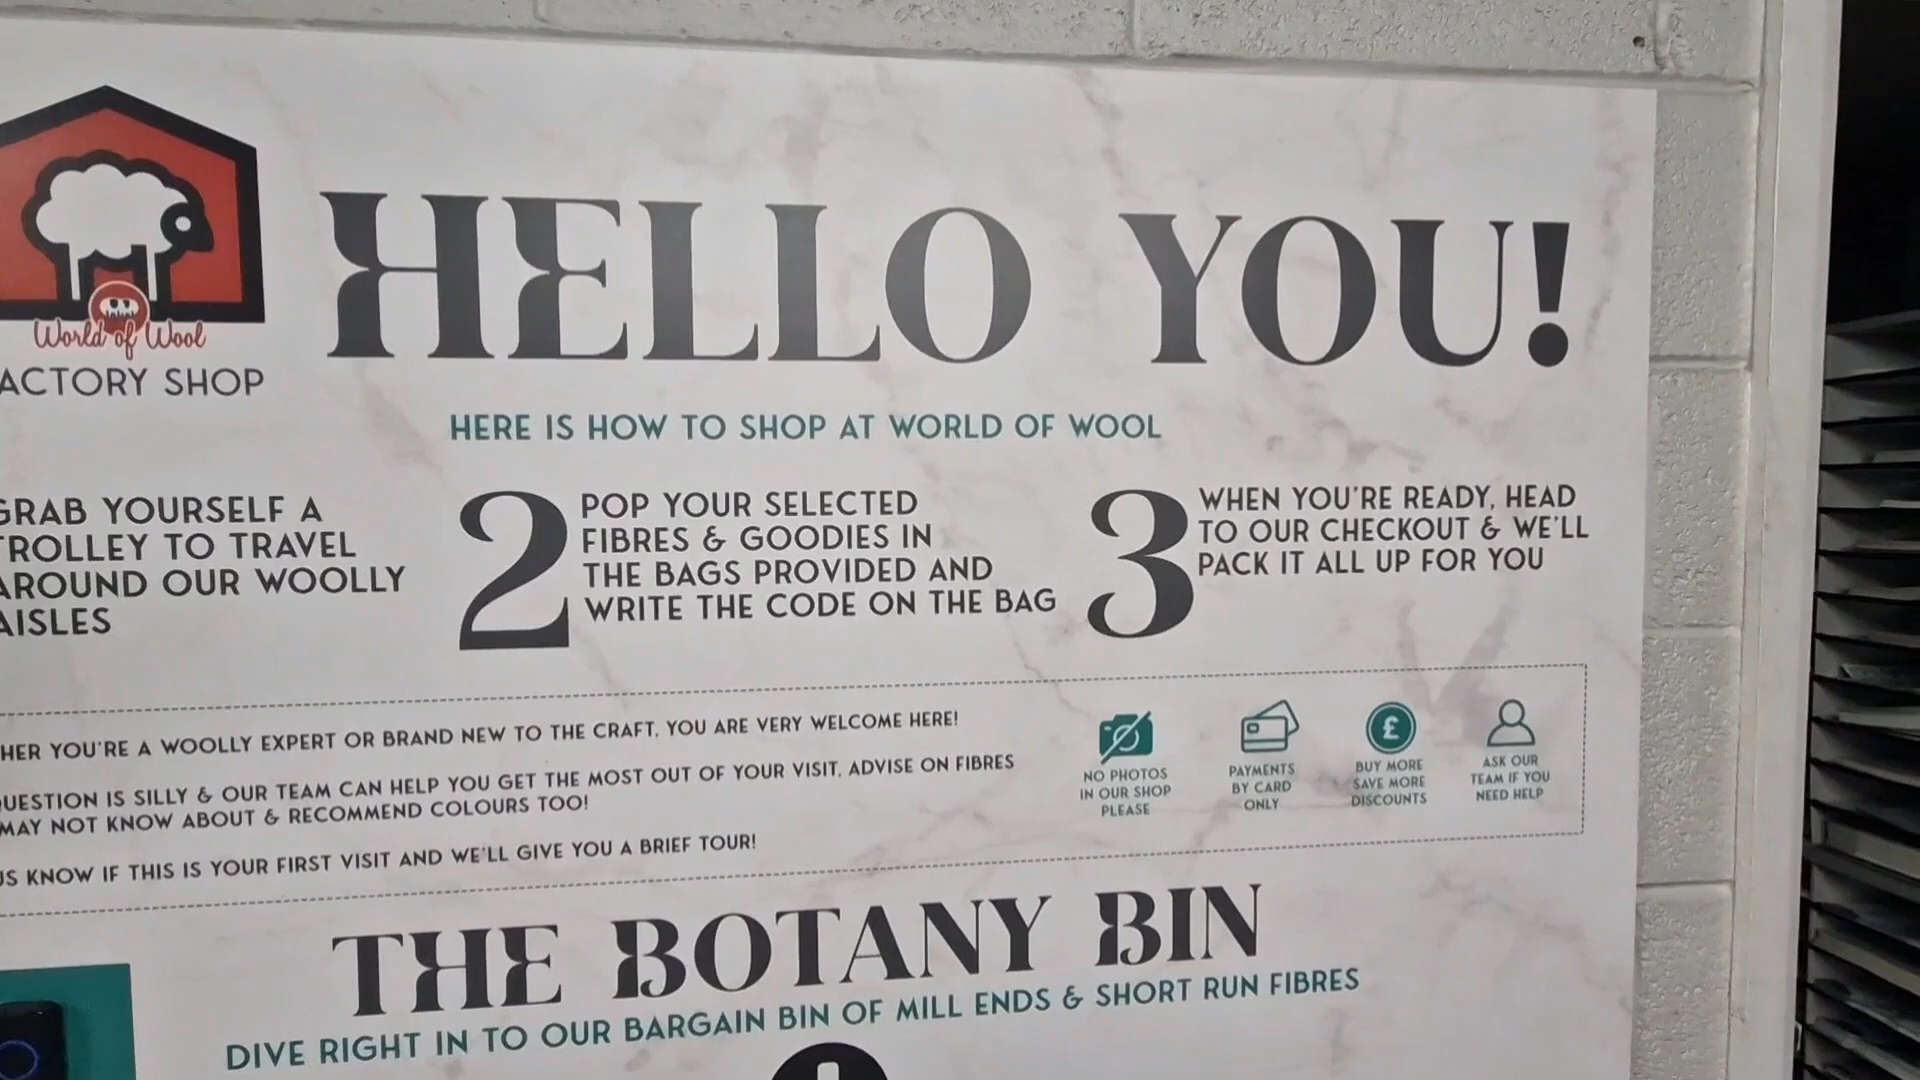 World of Wool
ACTORY SHOP
HELLO YOU!
HERE IS HOW TO SHOP AT WORLD OF WOOL
GRAB YOURSELF A
TROLLEY TO TRAVEL
AROUND OUR WOOLLY
AISLES
2
POP YOUR SELECTED
FIBRES & GOODIES IN
THE BAGS PROVIDED AND
WRITE THE CODE ON THE BAG
3
WHEN YOU'RE READY, HEAD
TO OUR CHECKOUT & WE'LL
PACK IT ALL UP FOR YOU
HER YOU'RE A WOOLLY EXPERT OR BRAND NEW TO THE CRAFT, YOU ARE VERY WELCOME HERE!
QUESTION IS SILLY & OUR TEAM CAN HELP YOU GET THE MOST OUT OF YOUR VISIT, ADVISE ON FIBRES
MAY NOT KNOW ABOUT & RECOMMEND COLOURS TOO!
US KNOW IF THIS IS YOUR FIRST VISIT AND WE'LL GIVE YOU A BRIEF TOUR!
NO PHOTOS
IN OUR SHOP
PLEASE
PAYMENTS
BY CARD
ONLY
£
BUY MORE
SAVE MORE
DISCOUNTS
ASK OUR
TEAM IF YOU
NEED HELP
THE BOTANY BIN
DIVE RIGHT IN TO OUR BARGAIN BIN OF MILL ENDS & SHORT RUN FIBRES